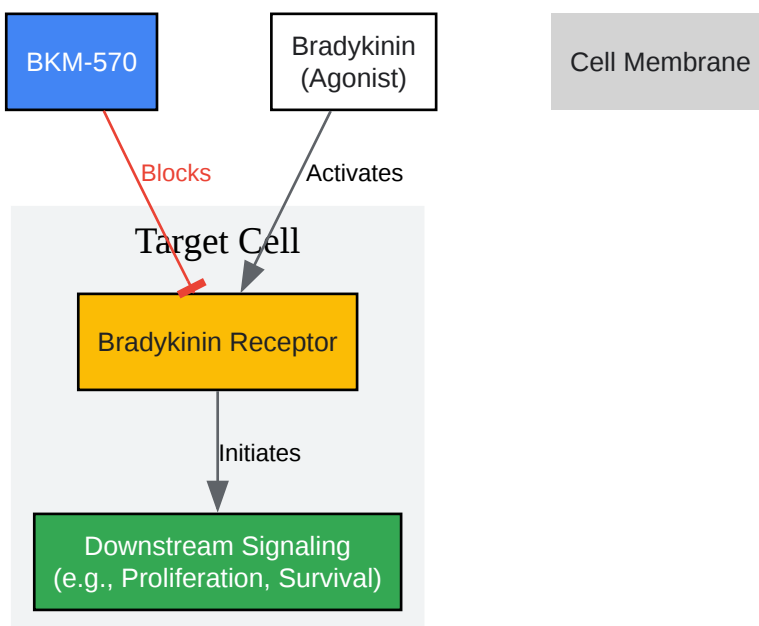 BKM-570
Bradykinin
(Agonist)
Cell Membrane
Blocks
Activates
Target Cell
Bradykinin Receptor
Initiates
Downstream Signaling
(e.g., Proliferation, Survival)